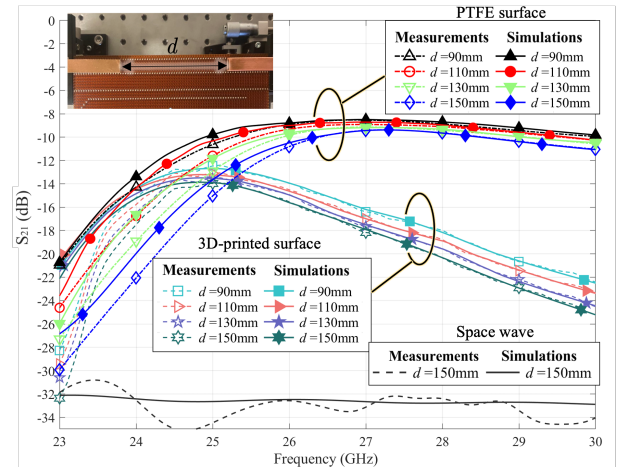 PTFE surface
Measurements Simulations
d =90mm d =90mm
d =110mm d =110mm
d =130mm d =130mm
d =150mm d =150mm
d
3D-printed surface
Measurements Simulations
d =90mm d =90mm
d =110mm d =110mm
d =130mm d =130mm
d =150mm d =150mm
Space wave
Measurements Simulations
d =150mm d =150mm
S21 (dB)
0
-2
-4
-6
-8
-10
-12
-14
-16
-18
-20
-22
-24
-26
-28
-30
-32
-34
23 24 25 26 27 28 29 30
Frequency (GHz)